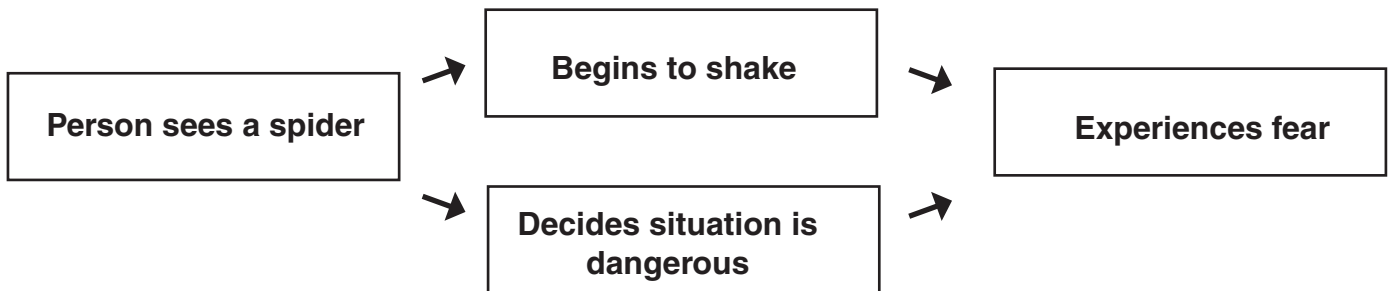 Person sees a spider
Begins to shake
Decides situation is
dangerous
Experiences fear